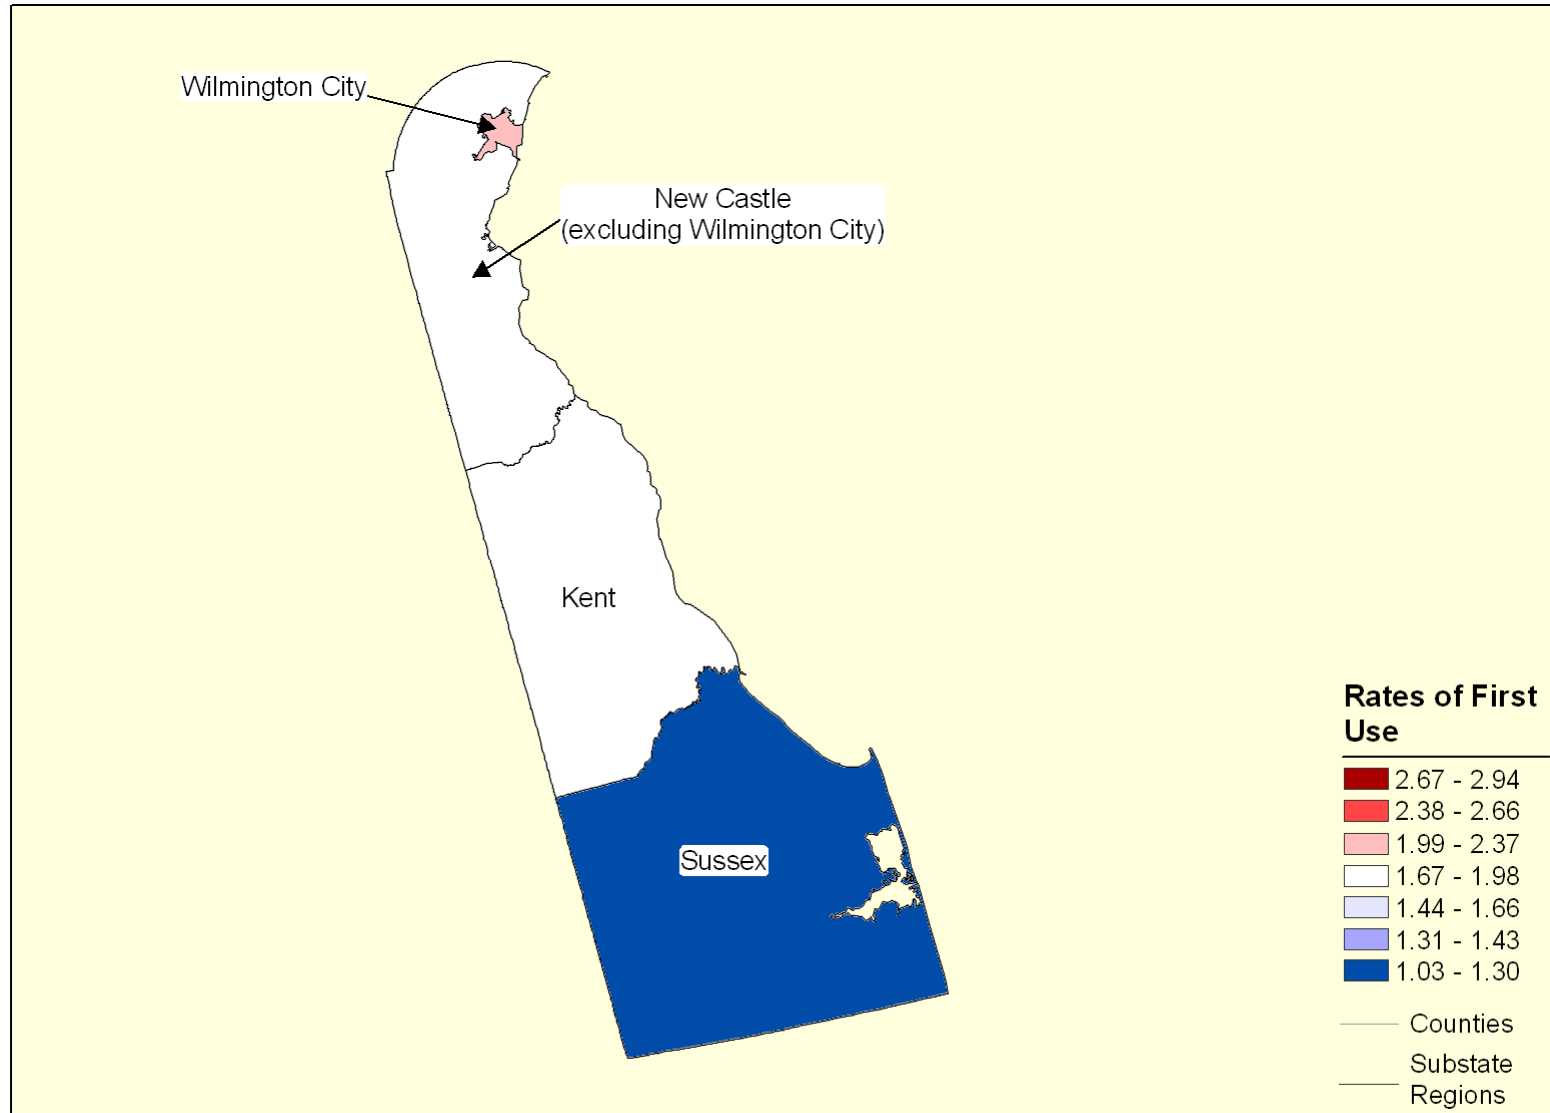 Wilmington City
New Castle
(excluding Wilmington City)
Kent
Sussex
Rates of First
Use
2.67 - 2.94
2.38 - 2.66
1.99 - 2.37
1.67 - 1.98
1.44 - 1.66
1.31 - 1.43
1.03 - 1.30
Counties
Substate
Regions